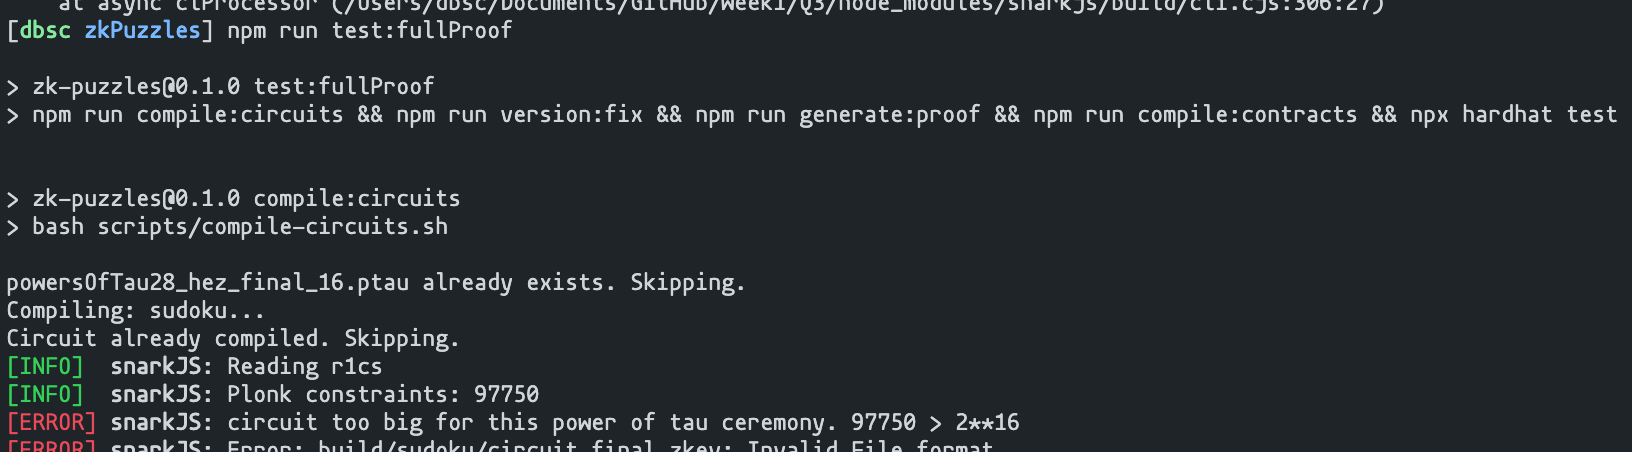 at async clProcessor (/Users/dbsc/Documents/GitHub/Week1/Q3/node_modules/snarkjs/build/cli.cjs:306:27)
[dbsc zkPuzzles] npm run test:fullProof
> zk-puzzles@0.1.0 test:fullProof
> npm run compile:circuits && npm run version:fix && npm run generate:proof && npm run compile:contracts && npx hardhat test
> zk-puzzles@0.1.0 compile:circuits
> bash scripts/compile-circuits.sh
powersOfTau28_hez_final_16.ptau already exists. Skipping.
Compiling: sudoku...
Circuit already compiled. Skipping.
[INFO]  snarkJS: Reading r1cs
[INFO]  snarkJS: Plonk constraints: 97750
[ERROR] snarkJS: circuit too big for this power of tau ceremony. 97750 > 2**16
[ERROR] snarkJS: Error: build/sudoku/circuit_final.zkey: Invalid File format